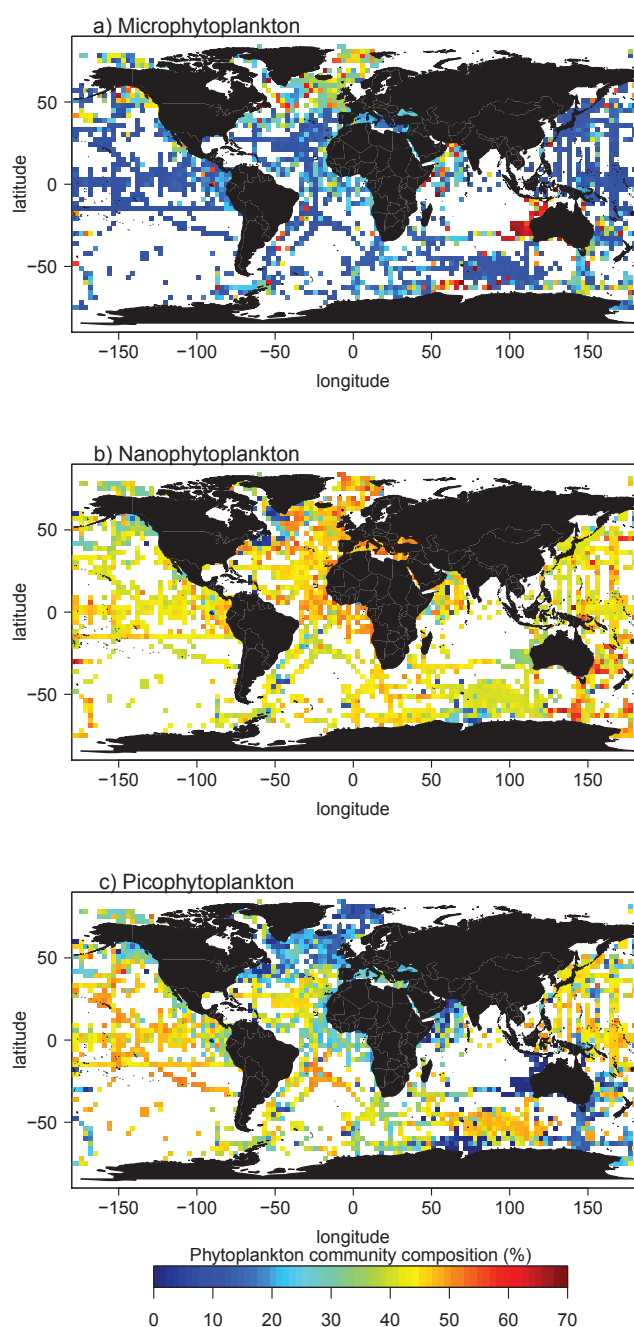 a) Microphytoplankton
50
0
−50
latitude
−150
−100
−50
0
50
100
150
longitude
b) Nanophytoplankton
50
0
−50
latitude
−150
−100
−50
0
50
100
150
longitude
c) Picophytoplankton
50
0
−50
latitude
−150
−100
−50
0
50
100
150
longitude
Phytoplankton community composition (%)
0 10 20 30 40 50 60 70